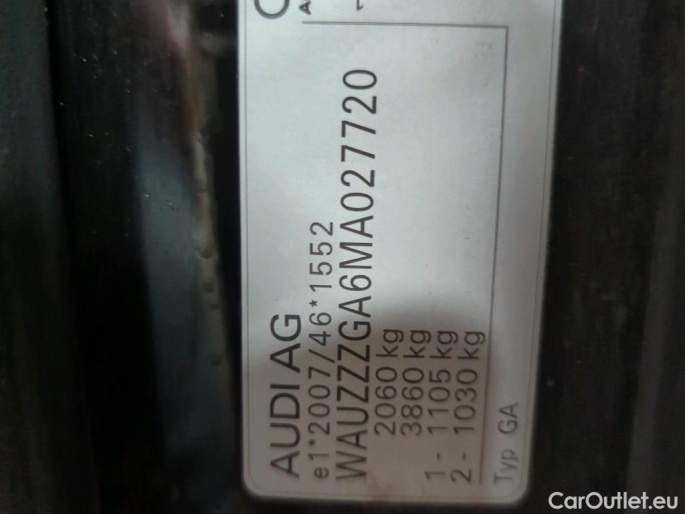 AUDI AG
e1*2007/46*1552
WAUZZZGA6MA027720
2060 kg
3860 kg
1 - 1105 kg
2 - 1030 kg
Typ GA
CarOutlet.eu